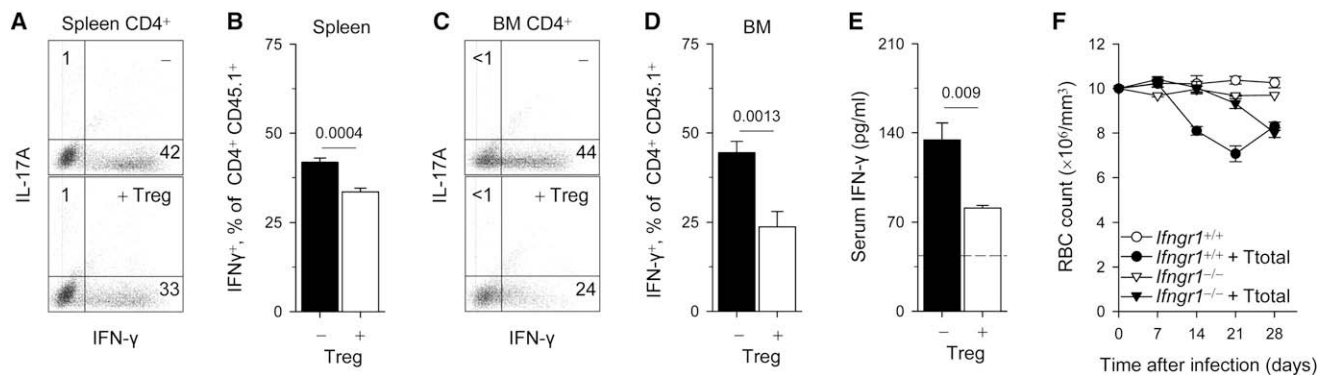 A
Spleen CD4⁺
1
–
42
1
+ Treg
33
IL-17A
IFN-γ
B
Spleen
75
50
25
0
IFNγ⁺, % of CD4⁺ CD45.1⁺
0.0004
– +
Treg
C
BM CD4⁺
<1
–
44
<1
+ Treg
24
IL-17A
IFN-γ
D
BM
75
50
25
0
IFN-γ⁺, % of CD4⁺ CD45.1⁺
0.0013
– +
Treg
E
210
140
70
0
Serum IFN-γ (pg/ml)
0.009
– +
Treg
F
12
10
8
6
4
2
0
RBC count (×10⁶/mm³)
Ifngr1⁺/⁺
Ifngr1⁺/⁺ + Ttotal
Ifngr1⁻/⁻
Ifngr1⁻/⁻ + Ttotal
0 7 14 21 28
Time after infection (days)